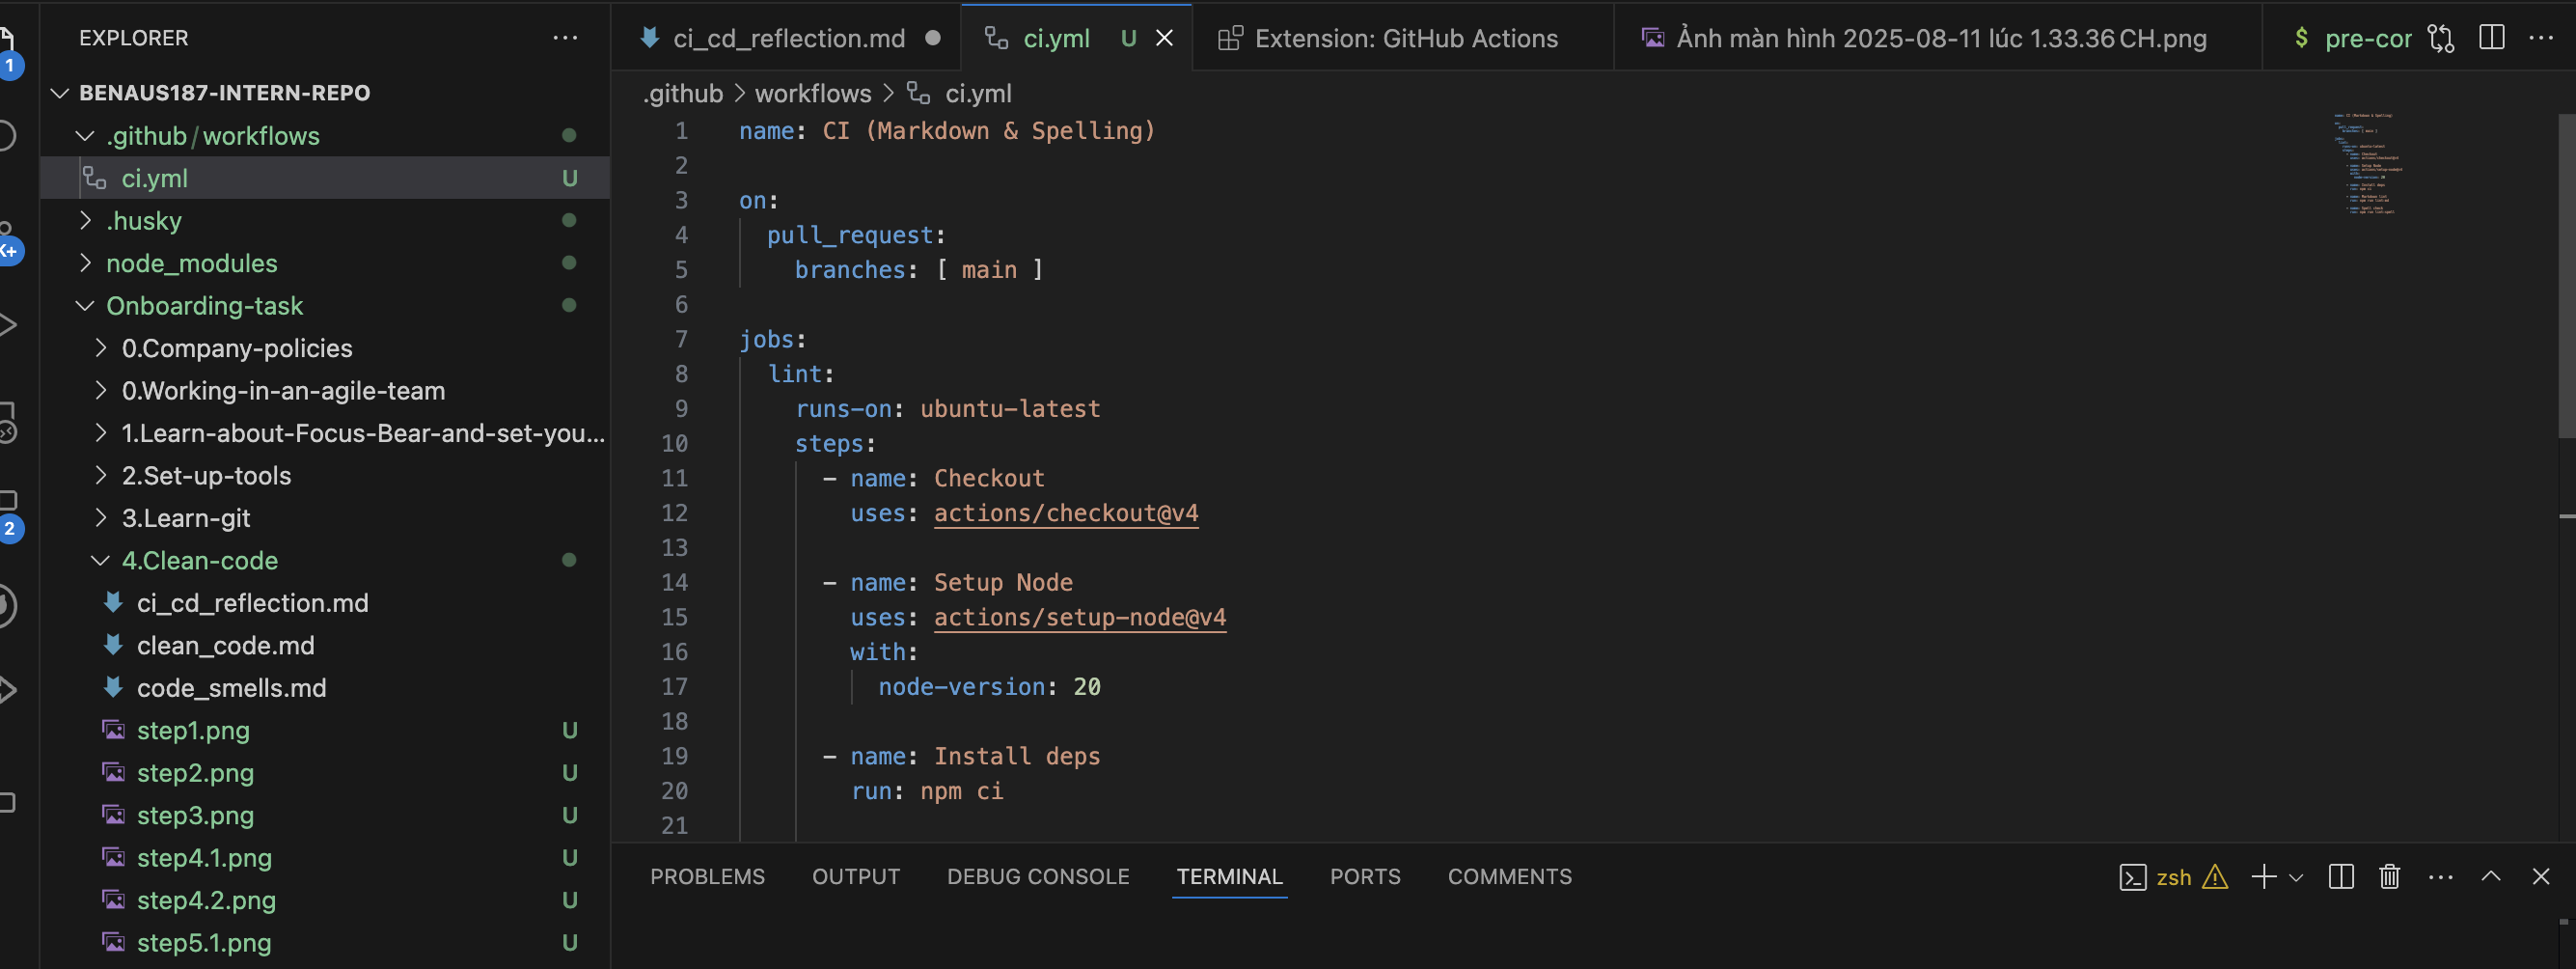 EXPLORER
BENAUS187-INTERN-REPO
.github/workflows
ci.yml U
.husky
node_modules
Onboarding-task
0.Company-policies
0.Working-in-an-agile-team
1.Learn-about-Focus-Bear-and-set-you...
2.Set-up-tools
3.Learn-git
4.Clean-code
ci_cd_reflection.md
clean_code.md
code_smells.md
step1.png U
step2.png U
step3.png U
step4.1.png U
step4.2.png U
step5.1.png U
1
K+
2
ci_cd_reflection.md
ci.yml U
Extension: GitHub Actions
Ảnh màn hình 2025-08-11 lúc 1.33.36 CH.png
$ pre-cor
.github > workflows > ci.yml
1 name: CI (Markdown & Spelling)
2
3 on:
4 pull_request:
5 branches: [ main ]
6
7 jobs:
8 lint:
9 runs-on: ubuntu-latest
10 steps:
11 - name: Checkout
12 uses: actions/checkout@v4
13
14 - name: Setup Node
15 uses: actions/setup-node@v4
16 with:
17 node-version: 20
18
19 - name: Install deps
20 run: npm ci
21
PROBLEMS OUTPUT DEBUG CONSOLE TERMINAL PORTS COMMENTS
zsh